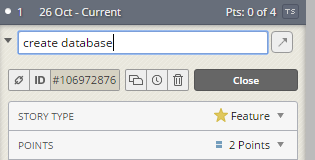 1 26 Oct - Current Pts: 0 of 4 TS
create database
ID #106972876 Close
STORY TYPE Feature
POINTS 2 Points